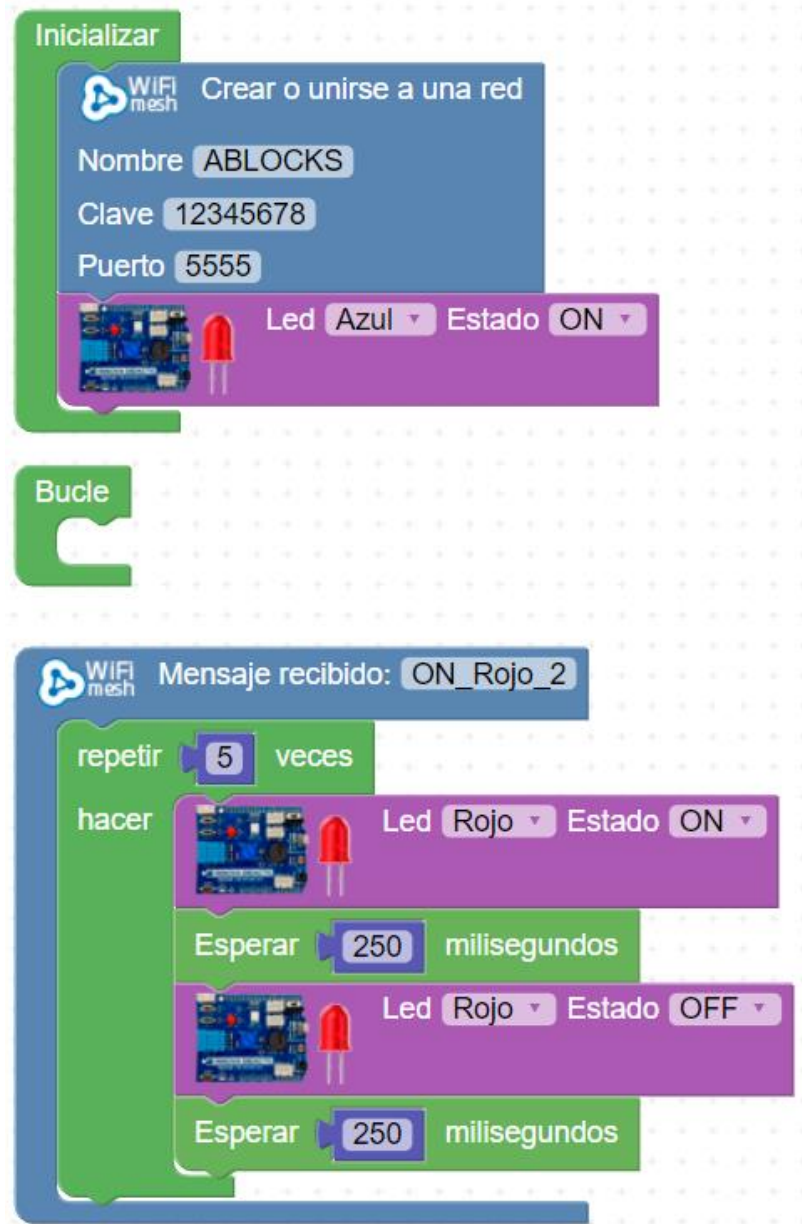 Inicializar
WiFi mesh Crear o unirse a una red
Nombre ABLOCKS
Clave 12345678
Puerto 5555
Led Azul Estado ON
Bucle
WiFi mesh Mensaje recibido: ON_Rojo_2
repetir 5 veces
hacer Led Rojo Estado ON
Esperar 250 milisegundos
Led Rojo Estado OFF
Esperar 250 milisegundos